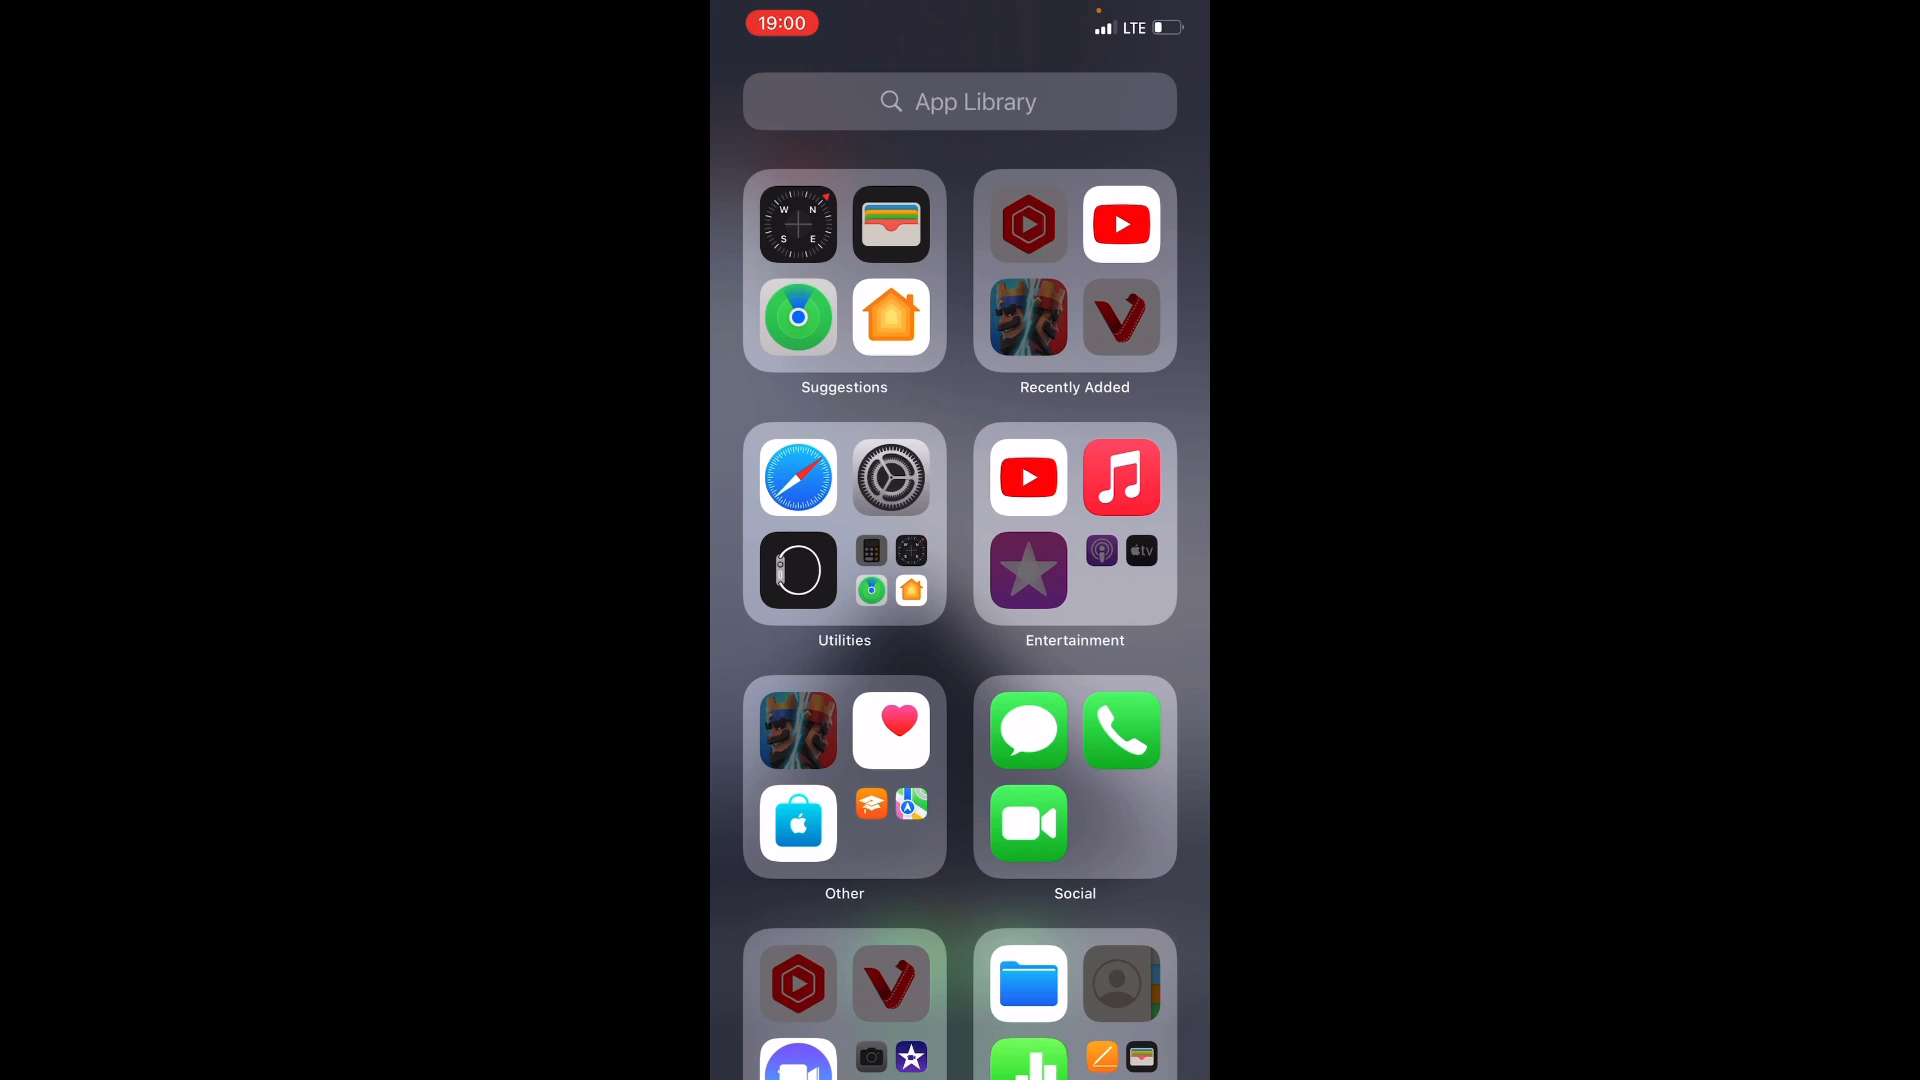 19:00
LTE
App Library
W N
S E
Suggestions
Recently Added
tv
Utilities
Entertainment
Other
Social